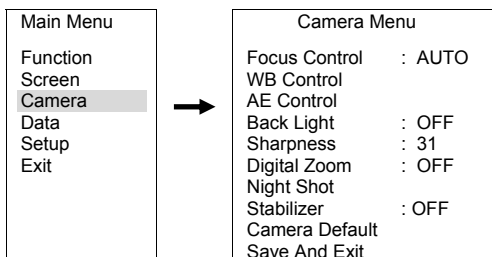 Main Menu
Function
Screen
Camera
Data
Setup
Exit
Camera Menu
Focus Control : AUTO
WB Control
AE Control
Back Light : OFF
Sharpness : 31
Digital Zoom : OFF
Night Shot
Stabilizer : OFF
Camera Default
Save And Exit